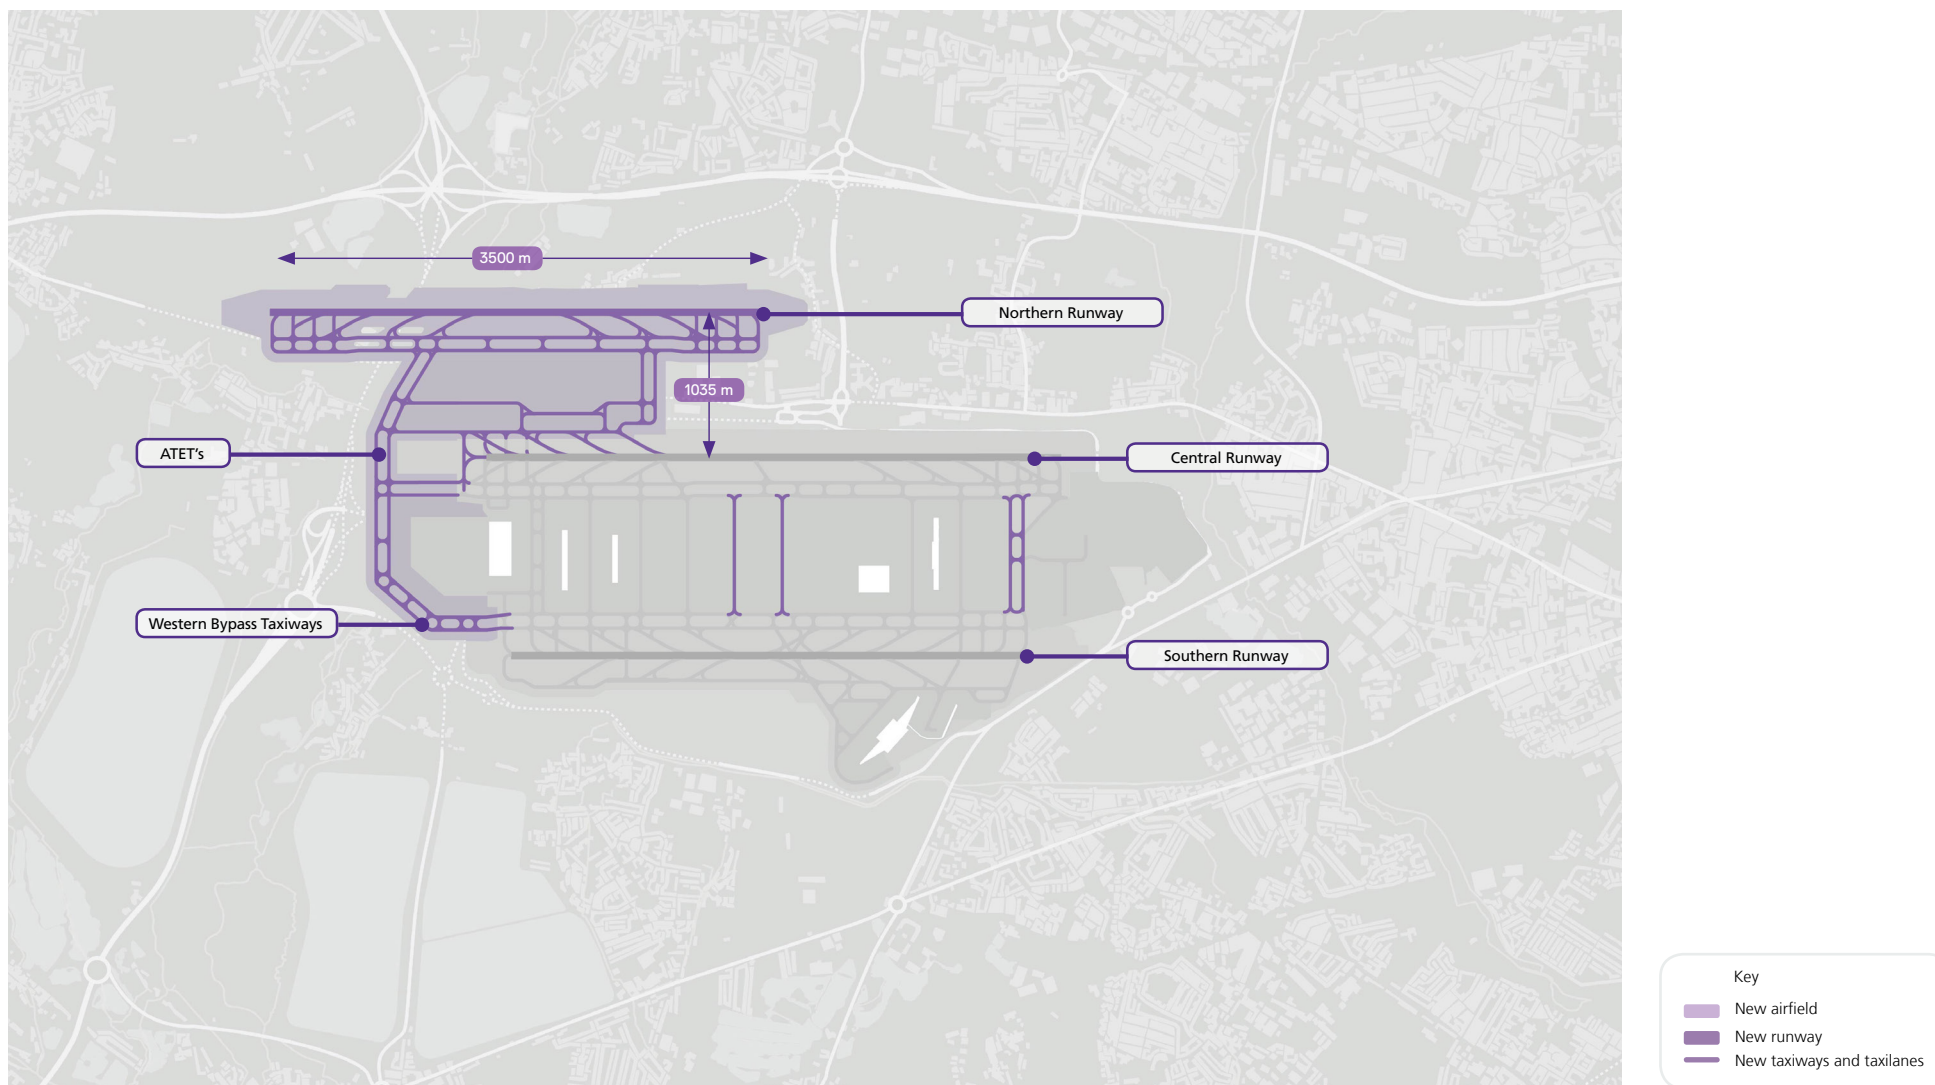 3500 m
Northern Runway
1035 m
ATET's
Central Runway
Western Bypass Taxiways
Southern Runway
Key
New airfield
New runway
New taxiways and taxilanes